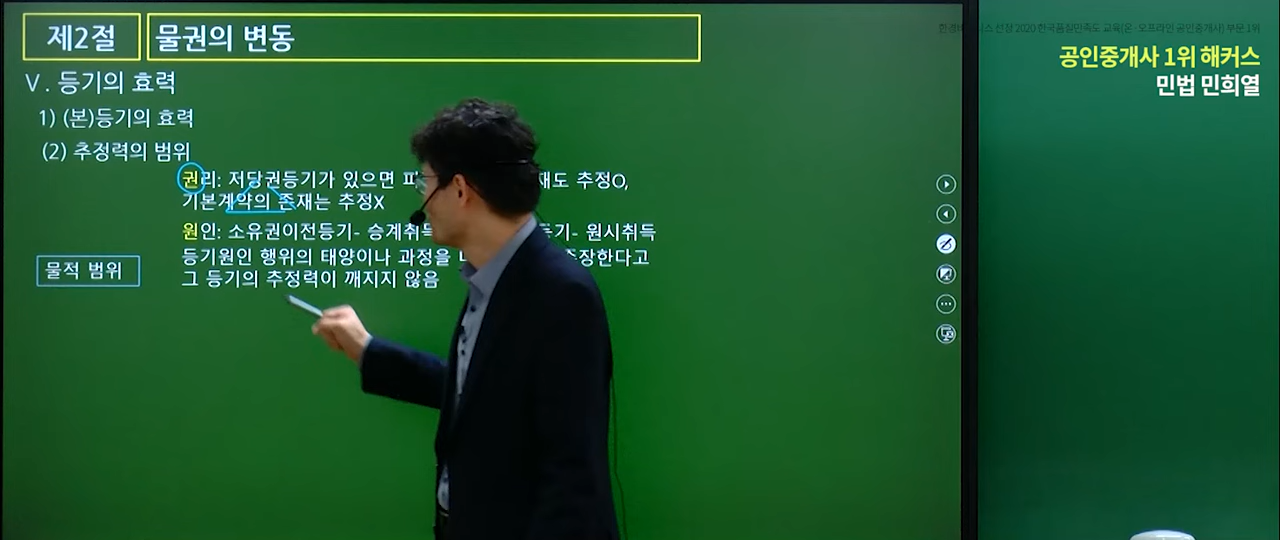 제2절 물권의 변동
Ⅴ. 등기의 효력
1) (본)등기의 효력
(2) 추정력의 범위
권리: 저당권등기가 있으면 재도 추정O,
기본계약의 존재는 추정X
원인: 소유권이전등기- 승계취득 등기- 원시취득
물적 범위
등기원인 행위의 태양이나 과정을 주장한다고
그 등기의 추정력이 깨지지 않음
공인중개사 1위 해커스
민법 민희열